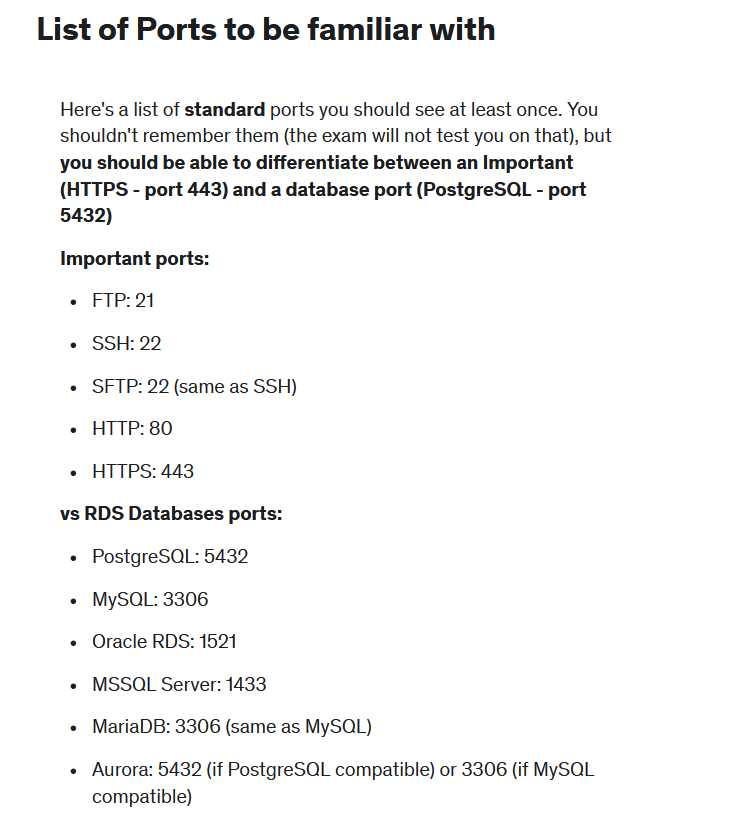 List of Ports to be familiar with
Here's a list of standard ports you should see at least once. You
shouldn't remember them (the exam will not test you on that), but
you should be able to differentiate between an Important
(HTTPS - port 443) and a database port (PostgreSQL - port
5432)
Important ports:
• FTP: 21
• SSH: 22
• SFTP: 22 (same as SSH)
• HTTP: 80
• HTTPS: 443
vs RDS Databases ports:
• PostgreSQL: 5432
• MySQL: 3306
• Oracle RDS: 1521
• MSSQL Server: 1433
• MariaDB: 3306 (same as MySQL)
• Aurora: 5432 (if PostgreSQL compatible) or 3306 (if MySQL
compatible)